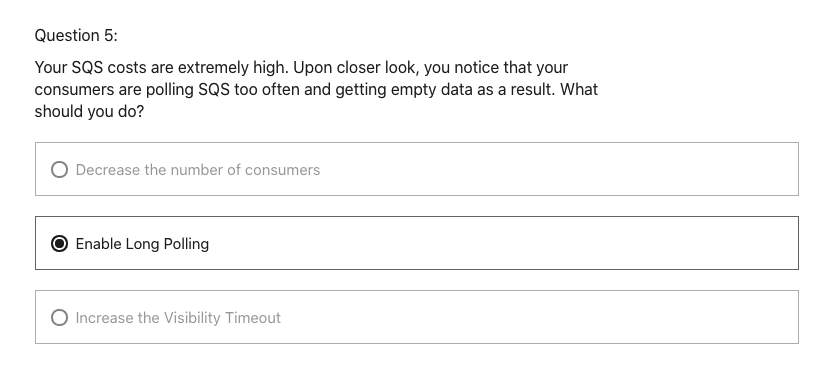 Question 5:
Your SQS costs are extremely high. Upon closer look, you notice that your
consumers are polling SQS too often and getting empty data as a result. What
should you do?
Decrease the number of consumers
Enable Long Polling
Increase the Visibility Timeout